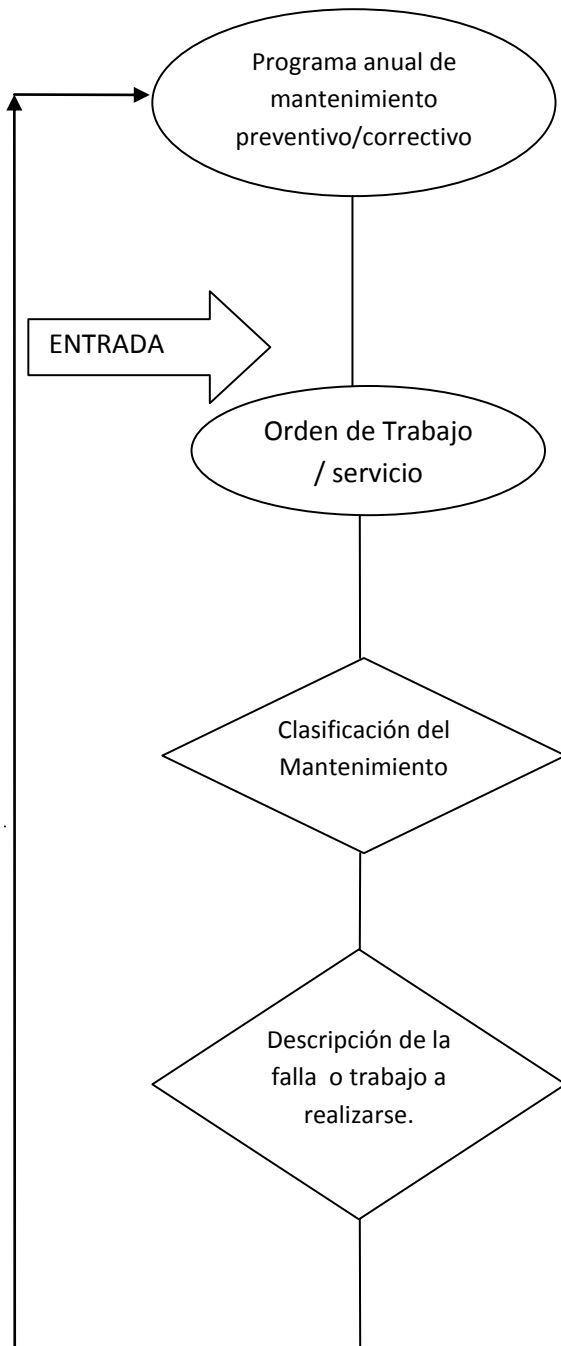 Programa anual de
mantenimiento
preventivo/correctivo
ENTRADA
Orden de Trabajo
/ servicio
Clasificación del
Mantenimiento
.
Descripción de la
falla o trabajo a
realizarse.